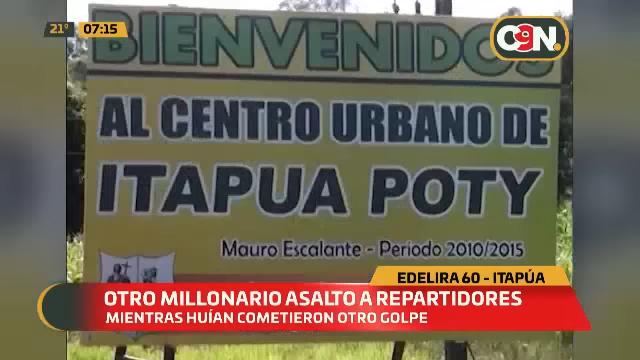 21° 07:15
C9N
BIENVENIDOS
AL CENTRO URBANO DE
ITAPUA POTY
Mauro Escalante - Periodo 2010/2015
EDELIRA 60 - ITAPÚA
OTRO MILLONARIO ASALTO A REPARTIDORES
MIENTRAS HUÍAN COMETIERON OTRO GOLPE